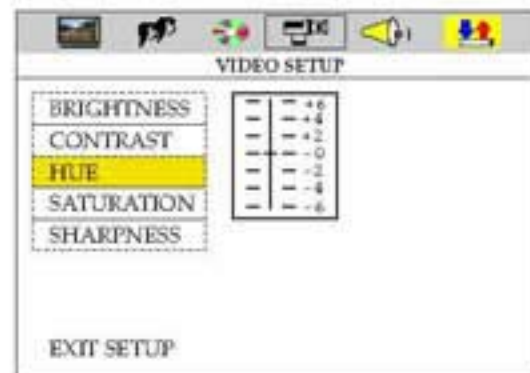 VIDEO SETUP
BRIGHTNESS
CONTRAST
HUE
SATURATION
SHARPNESS
+6
+4
+2
0
-2
-4
-6
EXIT SETUP